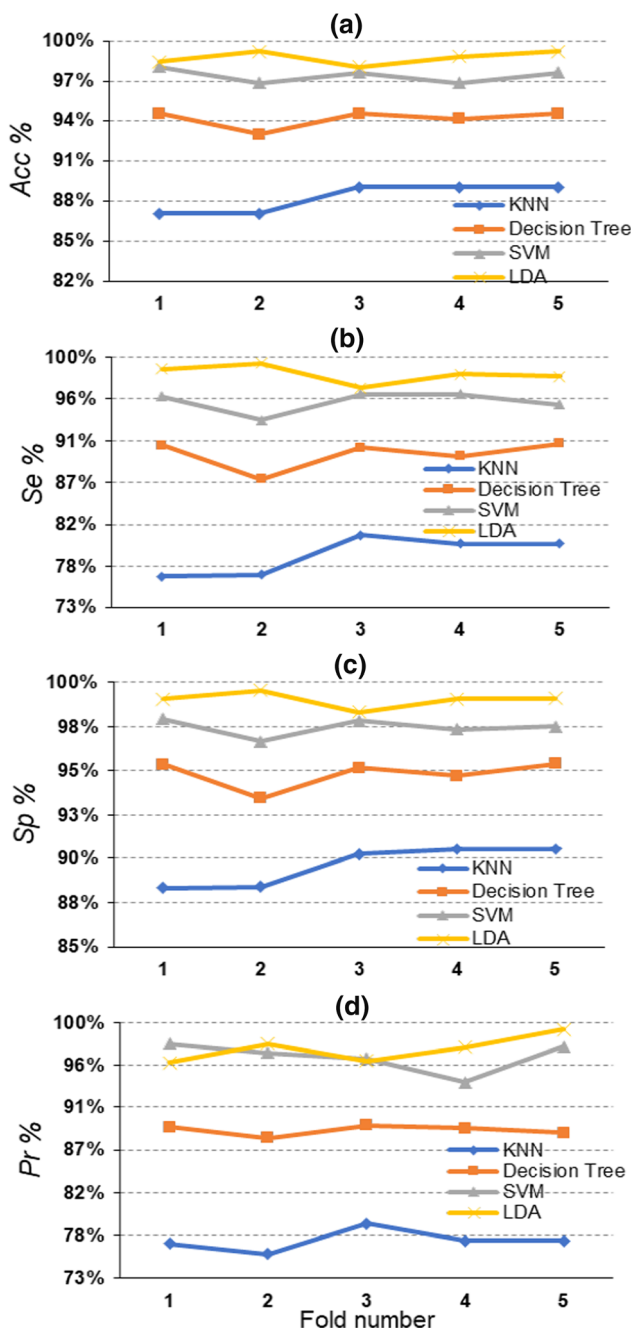 (a)
100%
97%
94%
91%
88%
85%
82%
Acc %
KNN
Decision Tree
SVM
LDA
1 2 3 4 5
(b)
100%
96%
91%
87%
82%
78%
73%
Se %
KNN
Decision Tree
SVM
LDA
1 2 3 4 5
(c)
100%
98%
95%
93%
90%
88%
85%
Sp %
KNN
Decision Tree
SVM
LDA
1 2 3 4 5
(d)
100%
96%
91%
87%
82%
78%
73%
Pr %
KNN
Decision Tree
SVM
LDA
1 2 3 4 5
Fold number